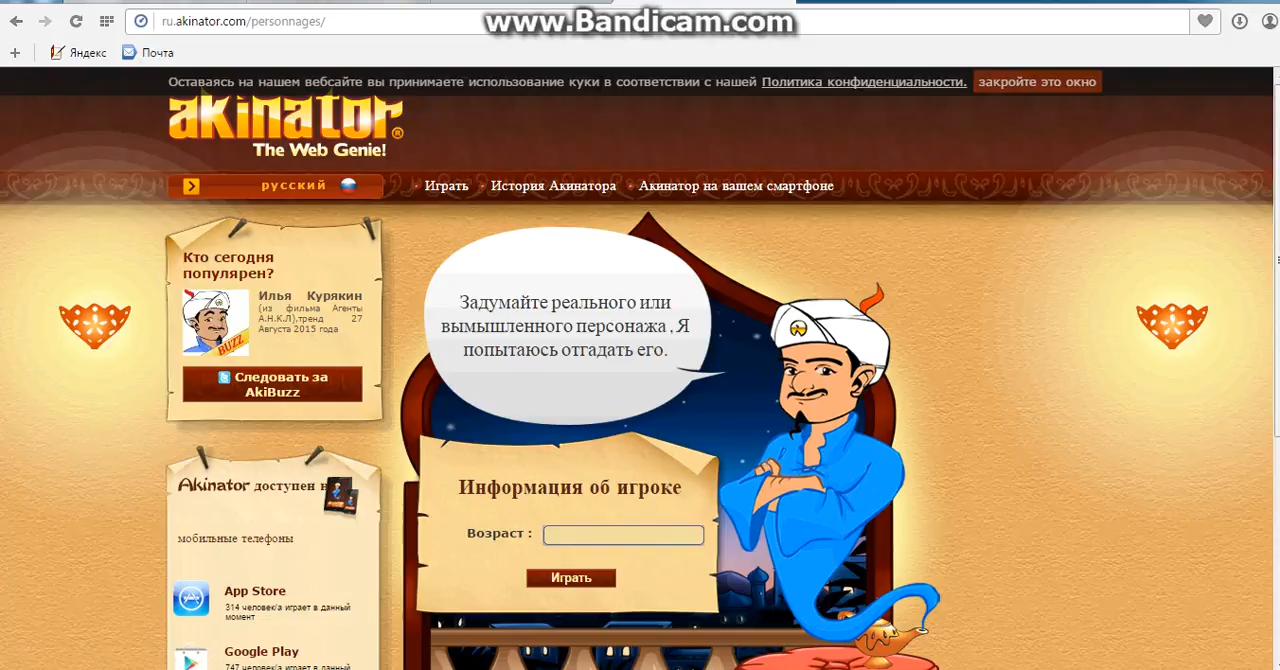 ru.akinator.com/personnages/
www.Bandicam.com
Яндекс
Почта
Оставаясь на нашем вебсайте вы принимаете использование куки в соответствии с нашей Политика конфиденциальности. закройте это окно
akinator®
The Web Genie!
русский
Играть
История Акинатора
Акинатор на вашем смартфоне
Кто сегодня
популярен?
Илья Курякин
(из фильма Агенты
А.Н.К.Л),тренд 27
Августа 2015 года
BUZZ
Следовать за
AkiBuzz
Задумайте реального или
вымышленного персонажа , Я
попытаюсь отгадать его.
Информация об игроке
Возраст :
Играть
Akinator доступен
мобильные телефоны
App Store
314 человек/а играет в данный
момент
Google Play
747 человек/а играет в данный